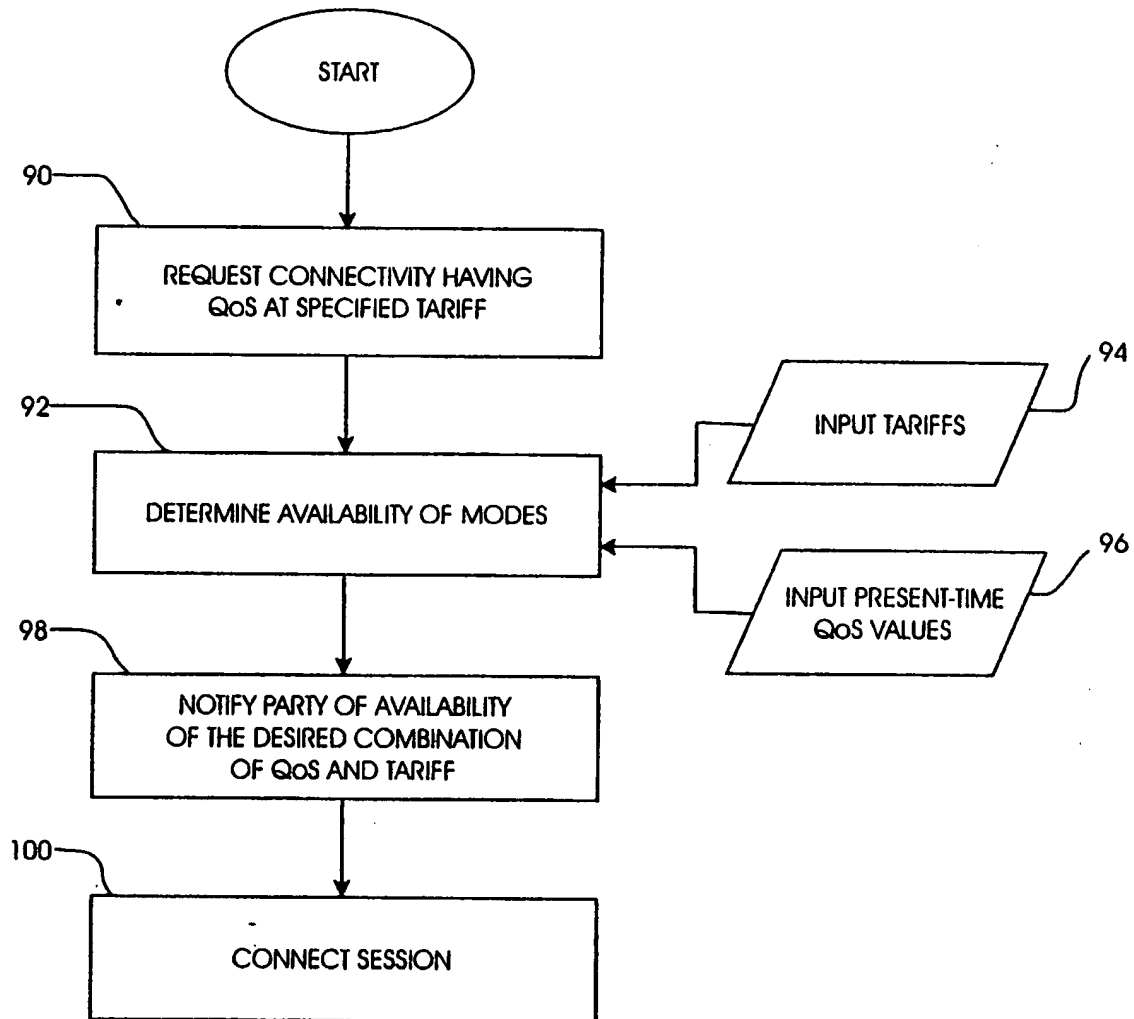 START
90
REQUEST CONNECTIVITY HAVING
QoS AT SPECIFIED TARIFF
92
DETERMINE AVAILABILITY OF MODES
94
INPUT TARIFFS
96
INPUT PRESENT-TIME
QoS VALUES
98
NOTIFY PARTY OF AVAILABILITY
OF THE DESIRED COMBINATION
OF QoS AND TARIFF
100
CONNECT SESSION